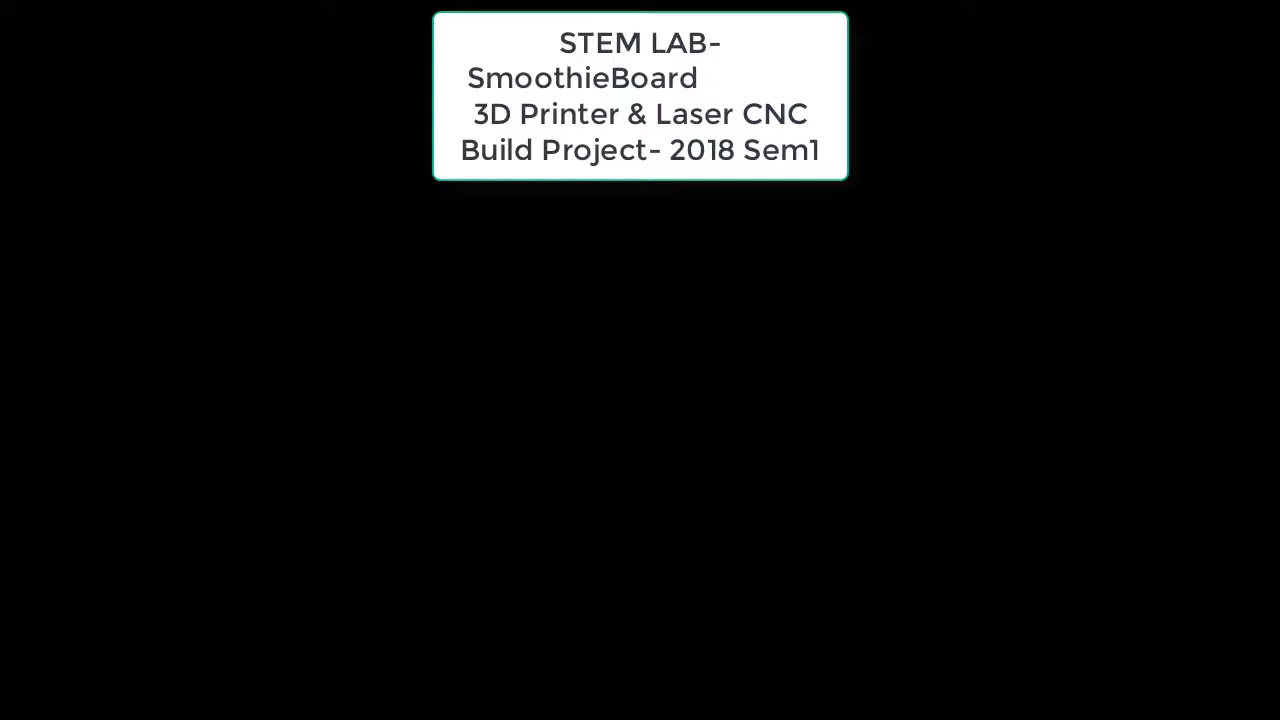 STEM LAB-
SmoothieBoard
3D Printer & Laser CNC
Build Project- 2018 Sem1